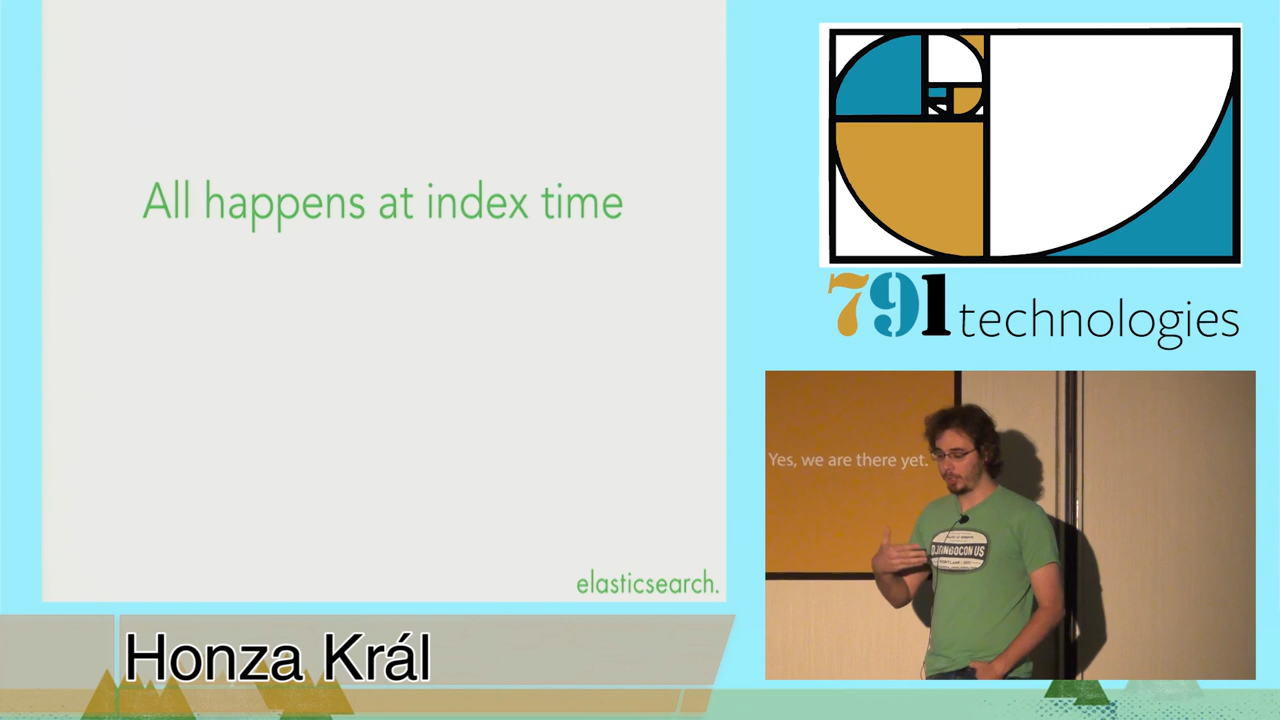 All happens at index time
elasticsearch.
791 technologies
Yes, we are there yet.
DJANGOCON US
Honza Král